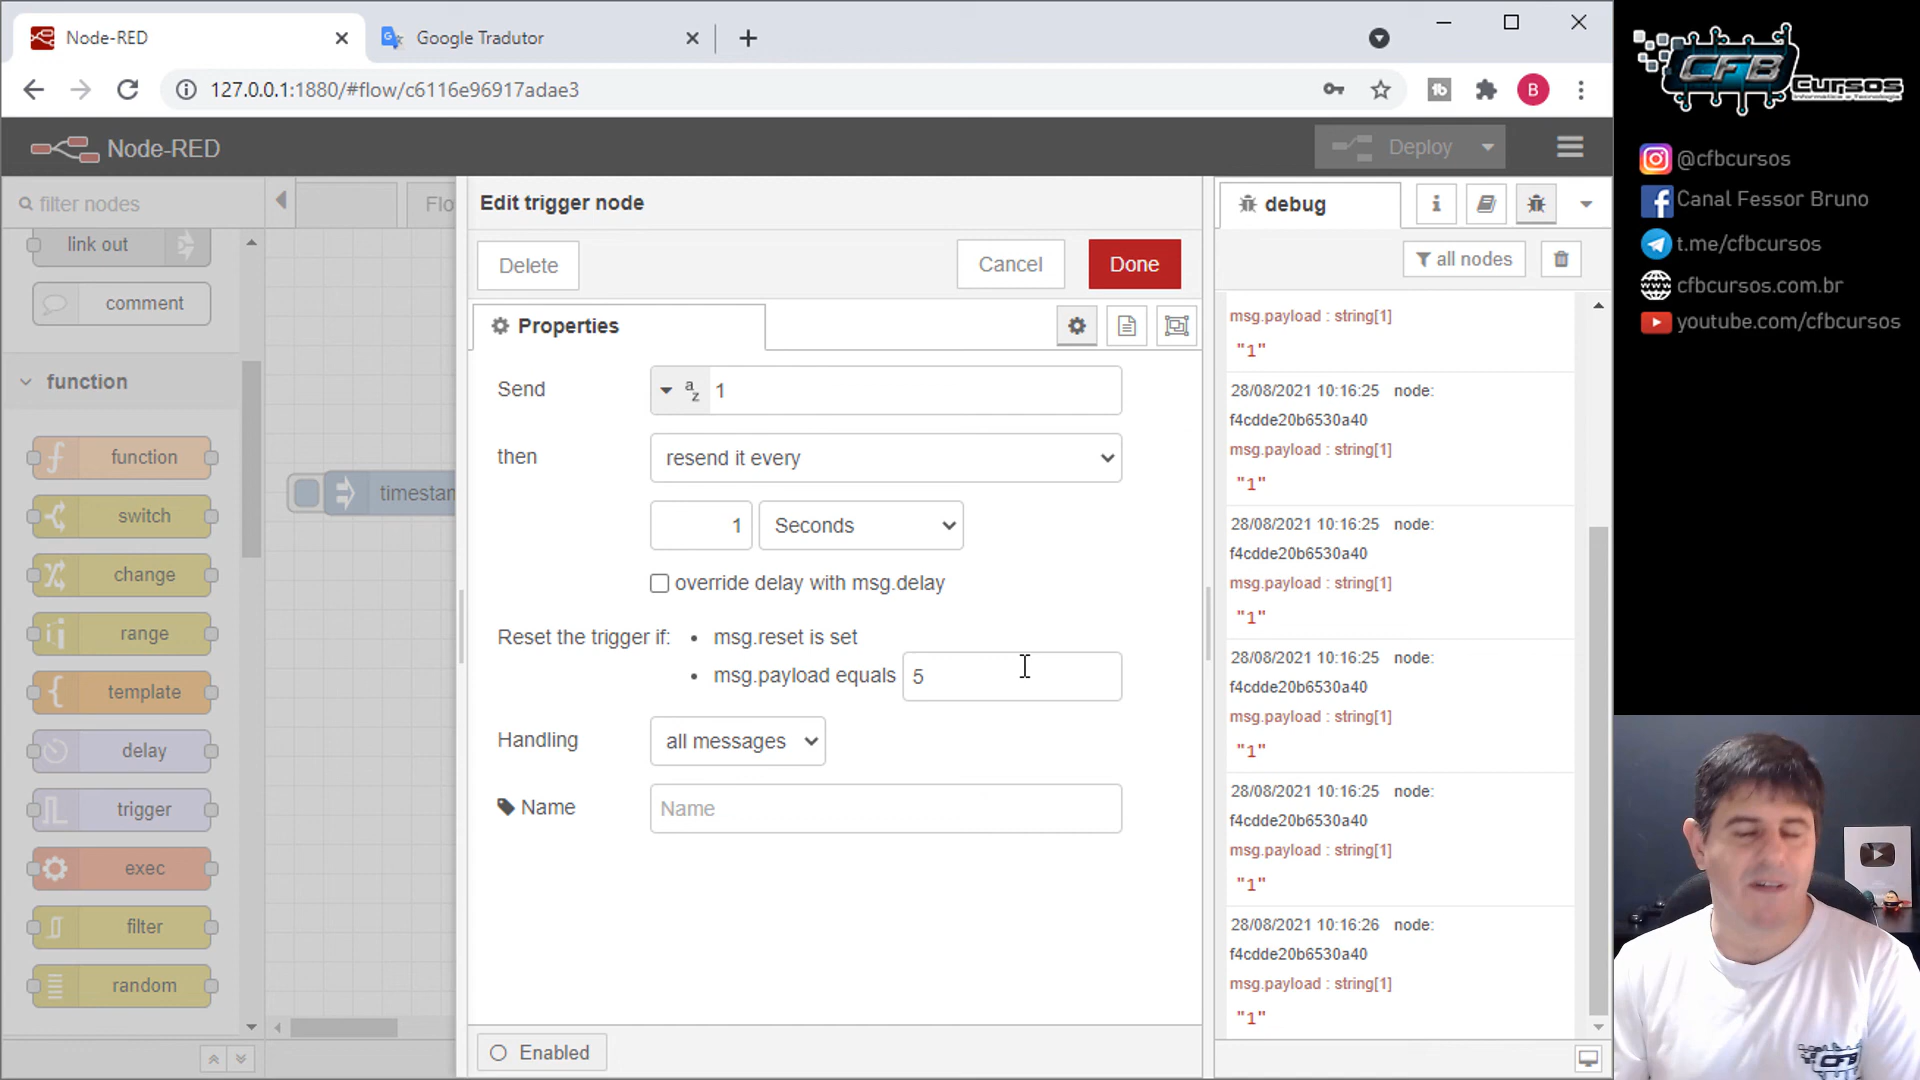 Node-RED
Google Tradutor
127.0.0.1:1880/#flow/c6116e96917adae3
B
Node-RED
Deploy
filter nodes
link out
comment
function
function
switch
change
range
template
delay
trigger
exec
filter
random
Flo
timestan
Edit trigger node
Delete
Cancel
Done
Properties
Send
1
then
resend it every
1
Seconds
override delay with msg.delay
Reset the trigger if:
• msg.reset is set
• msg.payload equals
5
Handling
all messages
Name
Name
Enabled
debug
all nodes
msg.payload : string[1]
"1"
28/08/2021 10:16:25 node:
f4cdde20b6530a40
msg.payload : string[1]
"1"
28/08/2021 10:16:25 node:
f4cdde20b6530a40
msg.payload : string[1]
"1"
28/08/2021 10:16:25 node:
f4cdde20b6530a40
msg.payload : string[1]
"1"
28/08/2021 10:16:25 node:
f4cdde20b6530a40
msg.payload : string[1]
"1"
28/08/2021 10:16:26 node:
f4cdde20b6530a40
msg.payload : string[1]
"1"
CFB
Cursos
Informática e Tecnologia
@cfbcursos
Canal Fessor Bruno
t.me/cfbcursos
cfbcursos.com.br
youtube.com/cfbcursos
CFB